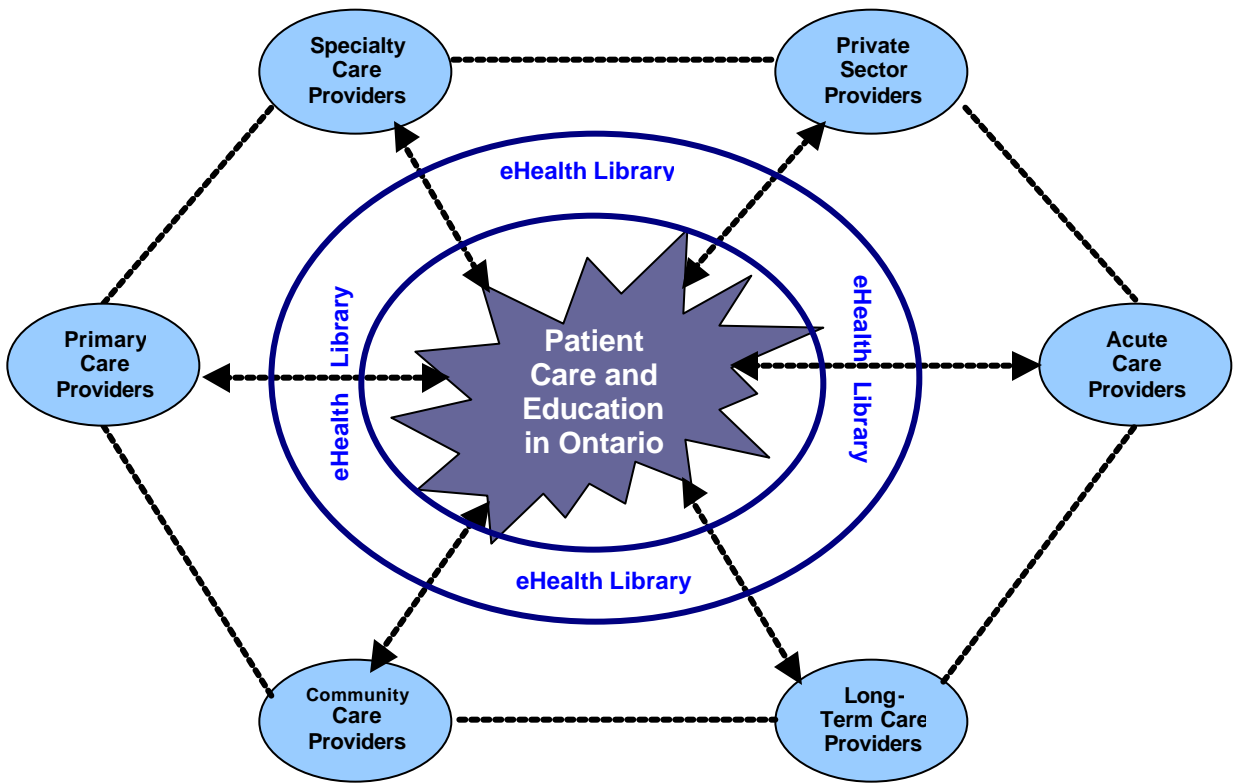 Specialty
Care
Providers
Private
Sector
Providers
eHealth Library
Primary
Care
Providers
eHealth Library
Patient
Care and
Education
in Ontario
eHealth Library
Acute
Care
Providers
eHealth Library
Community
Care
Providers
Long-
Term Care
Providers